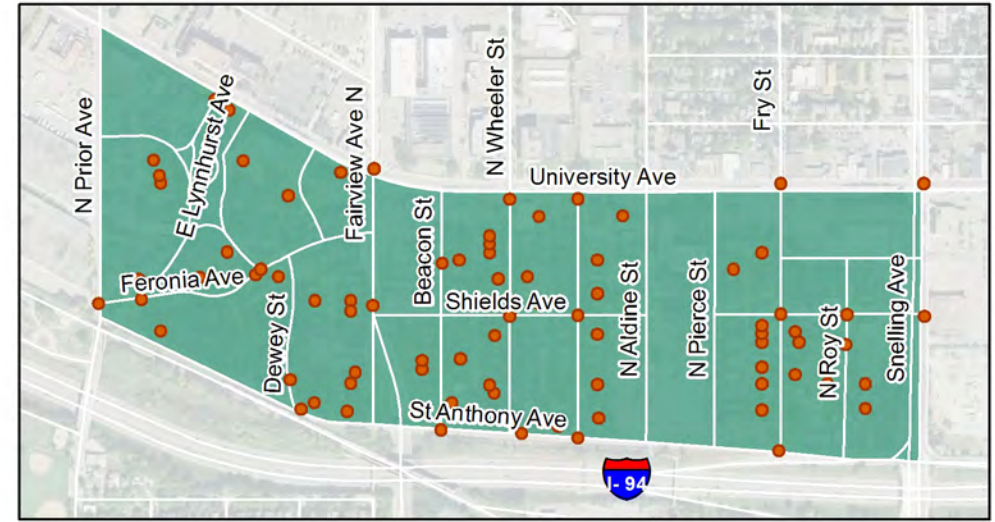 N Prior Ave
E Lynnhurst Ave
Fairview Ave N
N Wheeler St
Fry St
University Ave
Beacon St
Feronia Ave
Shields Ave
Dewey St
N Aldine St
N Pierce St
N Roy St
Snelling Ave
St Anthony Ave
I- 94